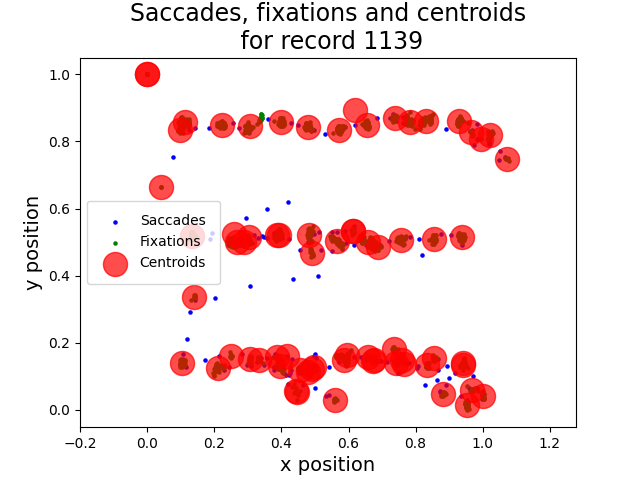 Saccades, fixations and centroids
for record 1139
1.0
0.8
0.6
0.4
0.2
0.0
y position
Saccades
Fixations
Centroids
−0.2 0.0 0.2 0.4 0.6 0.8 1.0 1.2
x position